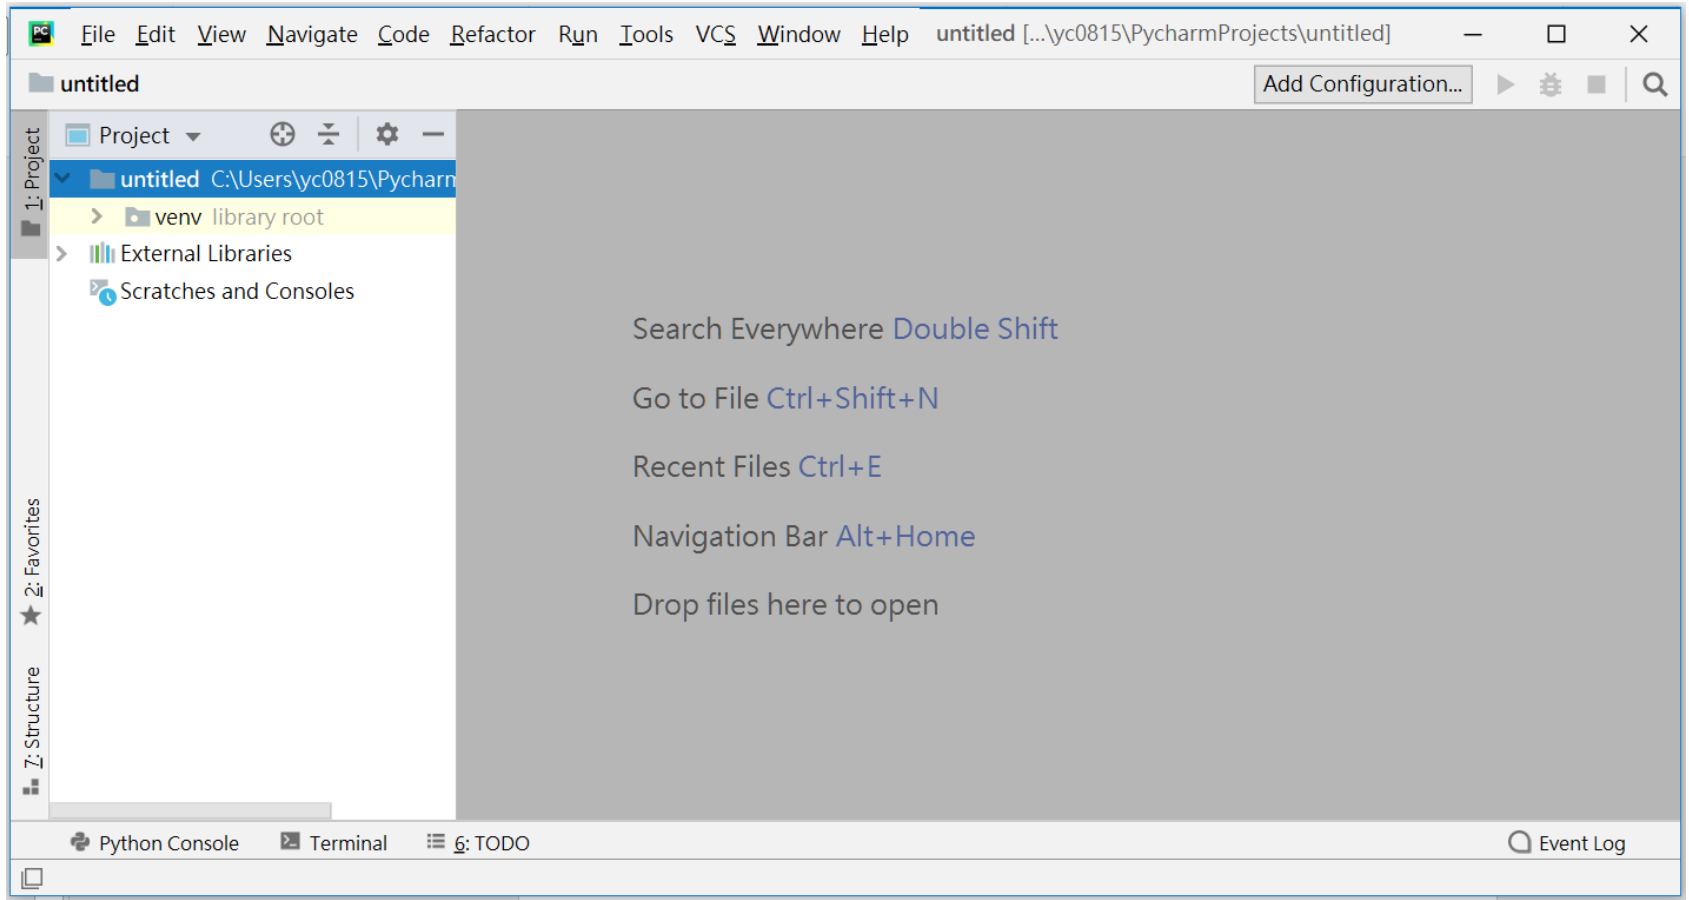 PC File Edit View Navigate Code Refactor Run Tools VCS Window Help untitled [...\yc0815\PycharmProjects\untitled]
untitled Add Configuration...
1: Project
Project
untitled C:\Users\yc0815\Pycharm
venv library root
External Libraries
Scratches and Consoles
Search Everywhere Double Shift
Go to File Ctrl+Shift+N
Recent Files Ctrl+E
Navigation Bar Alt+Home
Drop files here to open
2: Favorites
7: Structure
Python Console Terminal 6: TODO Event Log